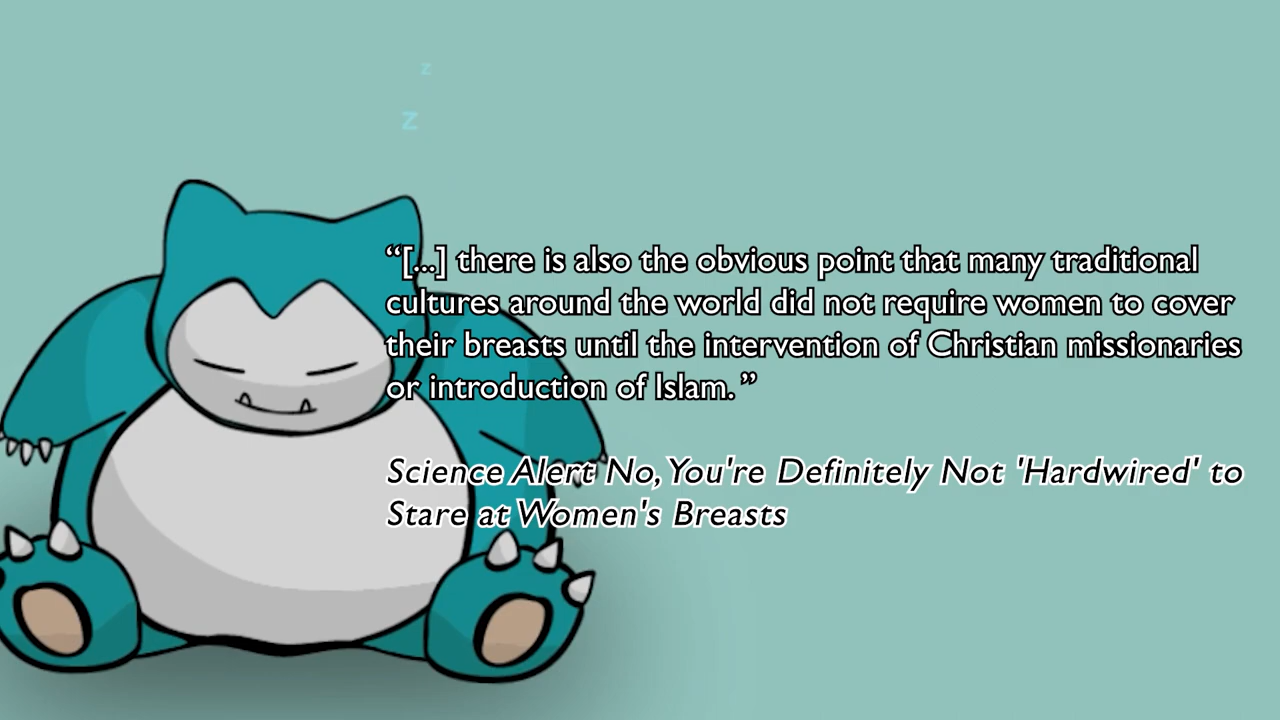 z
z
“[...] there is also the obvious point that many traditional
cultures around the world did not require women to cover
their breasts until the intervention of Christian missionaries
or introduction of Islam. ”
Science Alert No, You're Definitely Not 'Hardwired' to
Stare at Women's Breasts